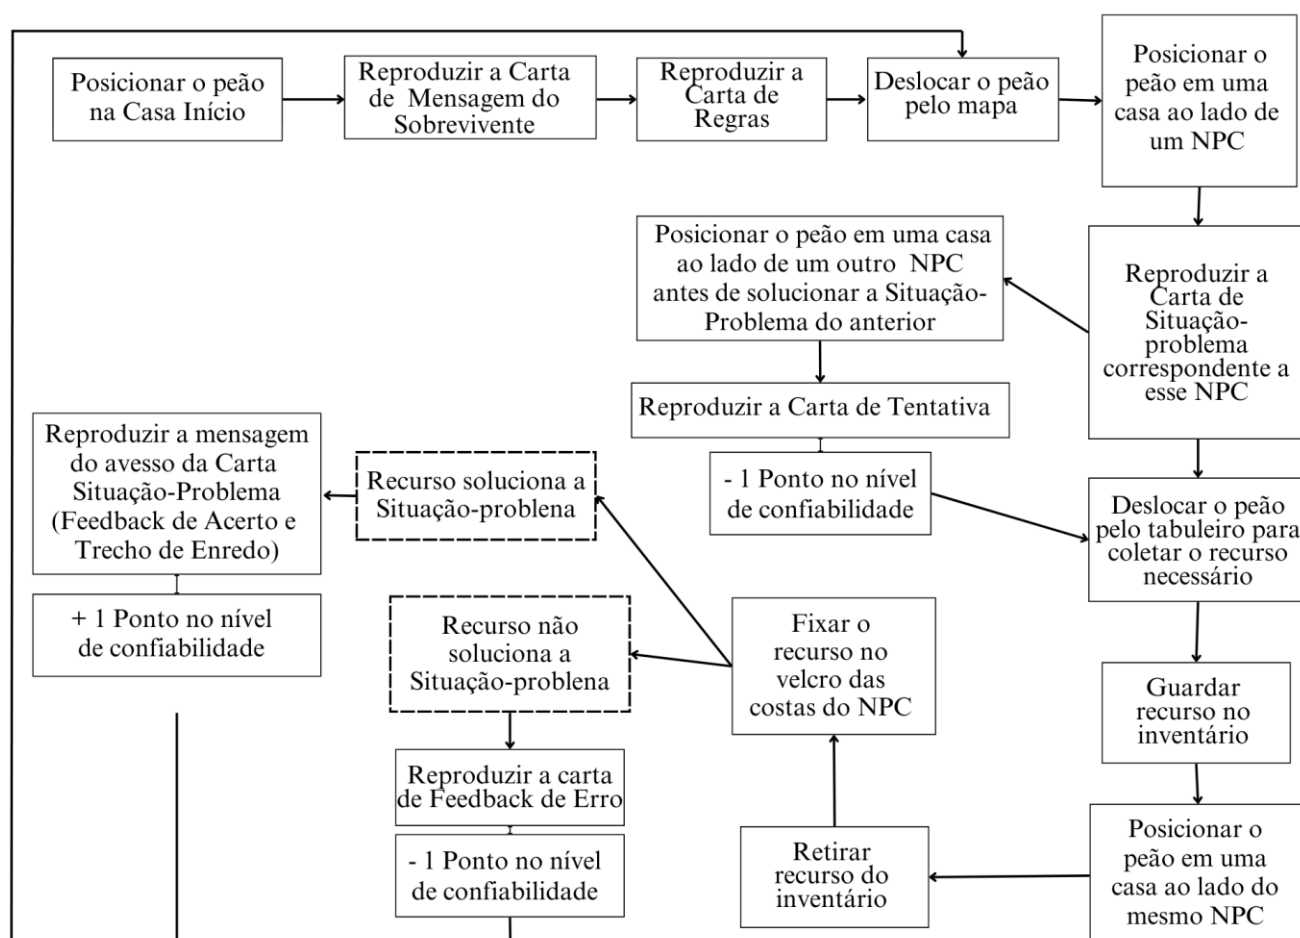 Posicionar o peão
na Casa Início
Reproduzir a Carta
de Mensagem do
Sobrevivente
Reproduzir a
Carta de
Regras
Deslocar o peão
pelo mapa
Posicionar o
peão em uma
casa ao lado de
um NPC
Posicionar o peão em uma casa
ao lado de um outro NPC
antes de solucionar a Situação-
Problema do anterior
Reproduzir a
Carta de
Situação-
problema
correspondente a
esse NPC
Reproduzir a Carta de Tentativa
- 1 Ponto no nível
de confiabilidade
Reproduzir a mensagem
do avesso da Carta
Situação-Problema
(Feedback de Acerto e
Trecho de Enredo)
+ 1 Ponto no nível
de confiabilidade
Recurso soluciona a
Situação-problena
Deslocar o peão
pelo tabuleiro para
coletar o recurso
necessário
Recurso não
soluciona a
Situação-problena
Fixar o
recurso no
velcro das
costas do NPC
Guardar
recurso no
inventário
Reproduzir a carta
de Feedback de Erro
- 1 Ponto no nível
de confiabilidade
Retirar
recurso do
inventário
Posicionar o
peão em uma
casa ao lado do
mesmo NPC